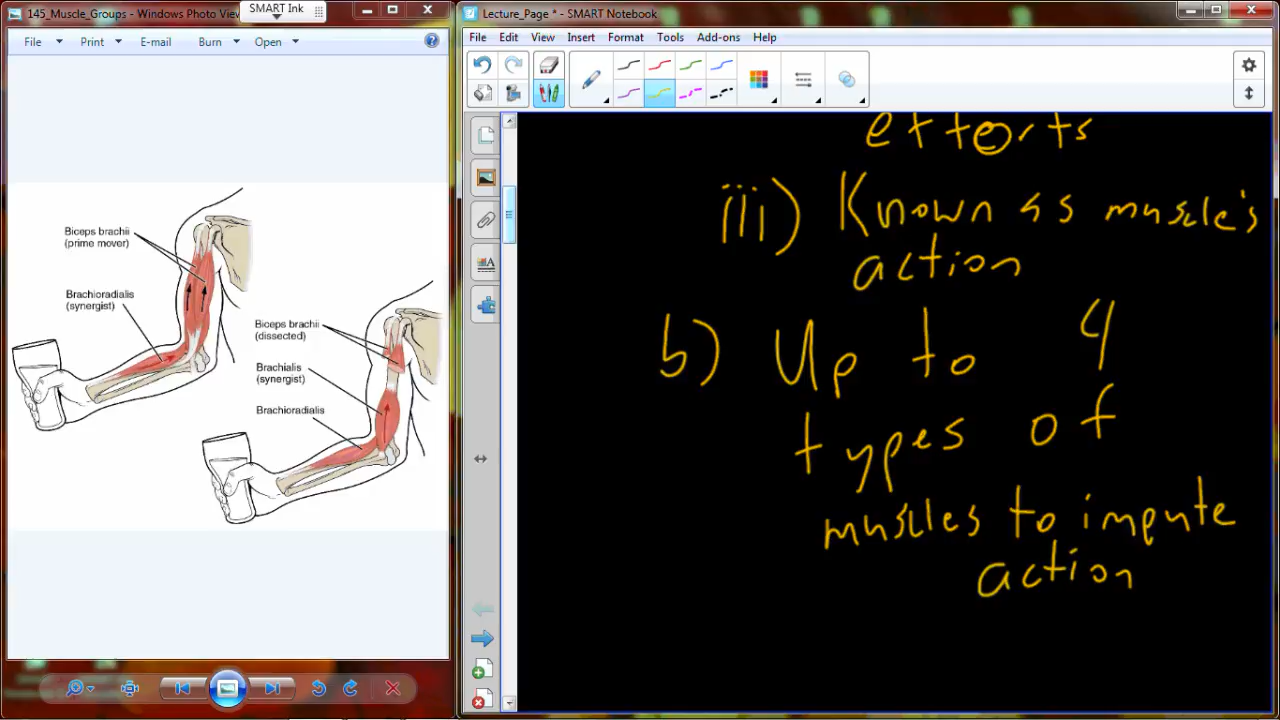 145_Muscle_Groups - Windows Photo View
SMART Ink
File Print E-mail Burn Open
Biceps brachii
(prime mover)
Brachioradialis
(synergist)
Biceps brachii
(dissected)
Brachialis
(synergist)
Brachioradialis
Lecture_Page * - SMART Notebook
File Edit View Insert Format Tools Add-ons Help
efforts
iii) Known as muscle's
action
b) Up to 4
types of
muscles to impute
action